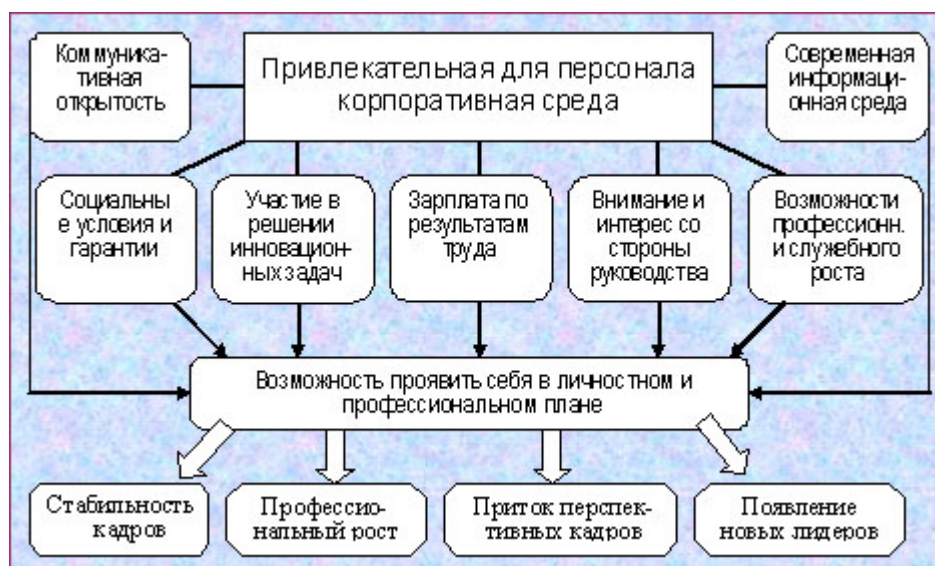 Коммуника-
тивная
открытость
Привлекательная для персонала
корпоративная среда
Современная
информаци-
онная среда
Социальны
е условия и
гарантии
Участие в
решении
инновацион-
ных задач
Зарплата по
результатам
труда
Внимание и
интерес со
стороны
руководства
Возможности
профессионн.
и служебного
роста
Возможность проявить себя в личностном и
профессиональном плане
Стабильность
кадров
Профессио-
нальный рост
Приток перспек-
тивных кадров
Появление
новых лидеров